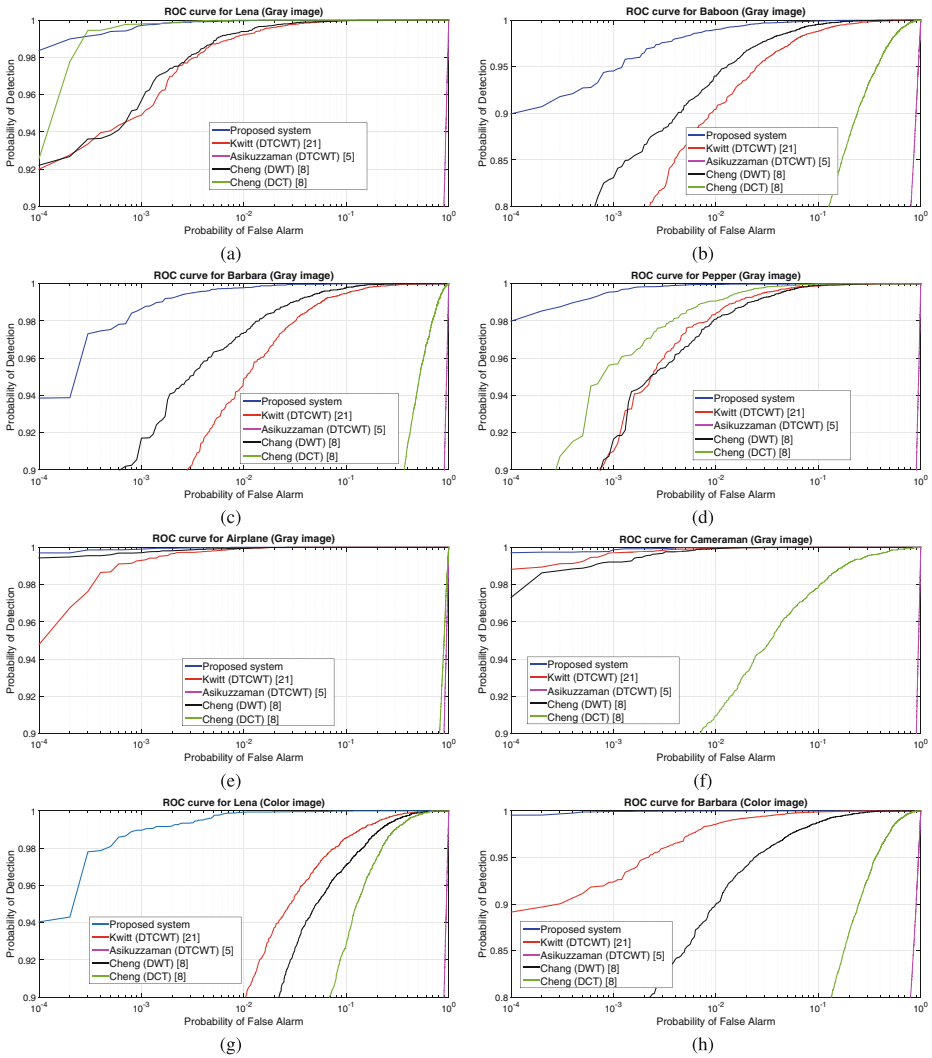 ROC curve for Lena (Gray image)
Probability of Detection
1
0.98
0.96
0.94
0.92
0.9
Proposed system
Kwitt (DTCWT) [21]
Asikuzzaman (DTCWT) [5]
Cheng (DWT) [8]
Cheng (DCT) [8]
10-4 10-3 10-2 10-1 100
Probability of False Alarm
(a)
ROC curve for Baboon (Gray image)
Probability of Detection
1
0.95
0.9
0.85
0.8
Proposed system
Kwitt (DTCWT) [21]
Asikuzzaman (DTCWT) [5]
Cheng (DWT) [8]
Cheng (DCT) [8]
10-4 10-3 10-2 10-1 100
Probability of False Alarm
(b)
ROC curve for Barbara (Gray image)
Probability of Detection
1
0.98
0.96
0.94
0.92
0.9
Proposed system
Kwitt (DTCWT) [21]
Asikuzzaman (DTCWT) [5]
Chang (DWT) [8]
Cheng (DCT) [8]
10-4 10-3 10-2 10-1 100
Probability of False Alarm
(c)
ROC curve for Pepper (Gray image)
Probability of Detection
1
0.98
0.96
0.94
0.92
0.9
Proposed system
Kwitt (DTCWT) [21]
Asikuzzaman (DTCWT) [5]
Cheng (DWT) [8]
Cheng (DCT) [8]
10-4 10-3 10-2 10-1 100
Probability of False Alarm
(d)
ROC curve for Airplane (Gray image)
Probability of Detection
1
0.98
0.96
0.94
0.92
0.9
Proposed system
Kwitt (DTCWT) [21]
Asikuzzaman (DTCWT) [5]
Cheng (DWT) [8]
Cheng (DCT) [8]
10-4 10-3 10-2 10-1 100
Probability of False Alarm
(e)
ROC curve for Cameraman (Gray image)
Probability of Detection
1
0.98
0.96
0.94
0.92
0.9
Proposed system
Kwitt (DTCWT) [21]
Asikuzzaman (DTCWT) [5]
Cheng (DWT) [8]
Cheng (DCT) [8]
10-4 10-3 10-2 10-1 100
Probability of False Alarm
(f)
ROC curve for Lena (Color image)
Probability of Detection
1
0.98
0.96
0.94
0.92
0.9
Proposed system
Kwitt (DTCWT) [21]
Asikuzzaman (DTCWT) [5]
Cheng (DWT) [8]
Cheng (DCT) [8]
10-4 10-3 10-2 10-1 100
Probability of False Alarm
(g)
ROC curve for Barbara (Color image)
Probability of Detection
1
0.95
0.9
0.85
0.8
Proposed system
Kwitt (DTCWT) [21]
Asikuzzaman (DTCWT) [5]
Chang (DWT) [8]
Cheng (DCT) [8]
10-4 10-3 10-2 10-1 100
Probability of False Alarm
(h)